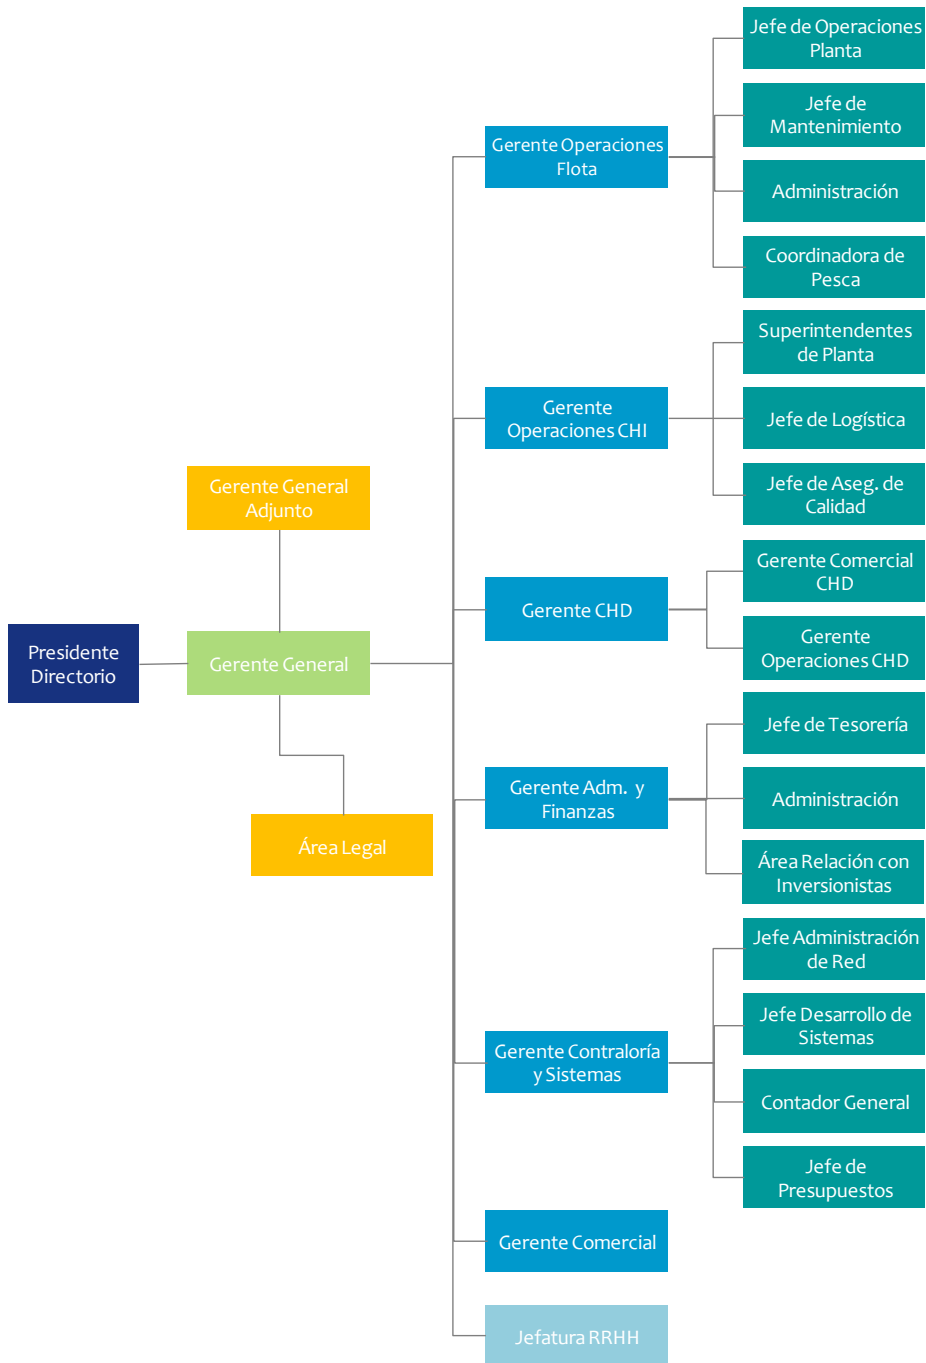 Presidente
Directorio
Gerente General
Adjunto
Gerente General
Área Legal
Gerente Operaciones
Flota
Jefe de Operaciones
Planta
Jefe de
Mantenimiento
Administración
Coordinadora de
Pesca
Gerente
Operaciones CHI
Superintendentes
de Planta
Jefe de Logística
Jefe de Aseg. de
Calidad
Gerente CHD
Gerente Comercial
CHD
Gerente
Operaciones CHD
Gerente Adm. y
Finanzas
Jefe de Tesorería
Administración
Área Relación con
Inversionistas
Gerente Contraloría
y Sistemas
Jefe Administración
de Red
Jefe Desarrollo de
Sistemas
Contador General
Jefe de
Presupuestos
Gerente Comercial
Jefatura RRHH